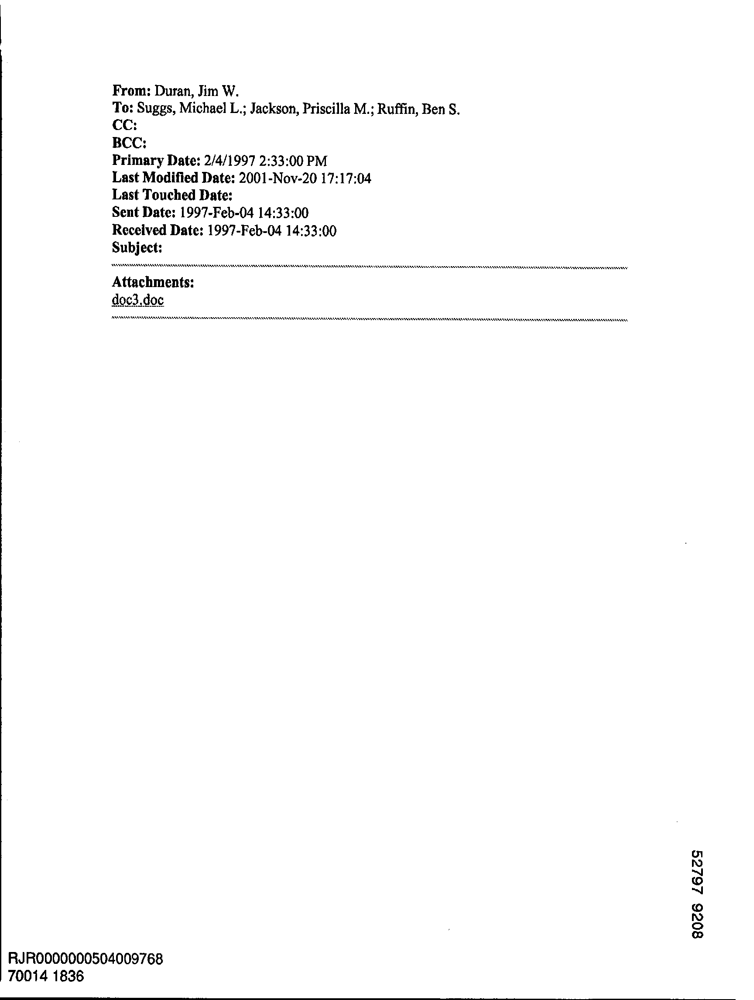 From: Duran, Jim W.
To: Suggs, Michael L.; Jackson, Priscilla M.; Ruffin, Ben S.
CC:
BCC:
Primary Date: 2/4/1997 2:33:00 PM
Last Modified Date: 2001-Nov-20 17:17:04
Last Touched Date:
Sent Date: 1997-Feb-04 14:33:00
Received Date: 1997-Feb-04 14:33:00
Subject:
Attachments:
doc3.doc
52797 9208
RJR0000000504009768
70014 1836